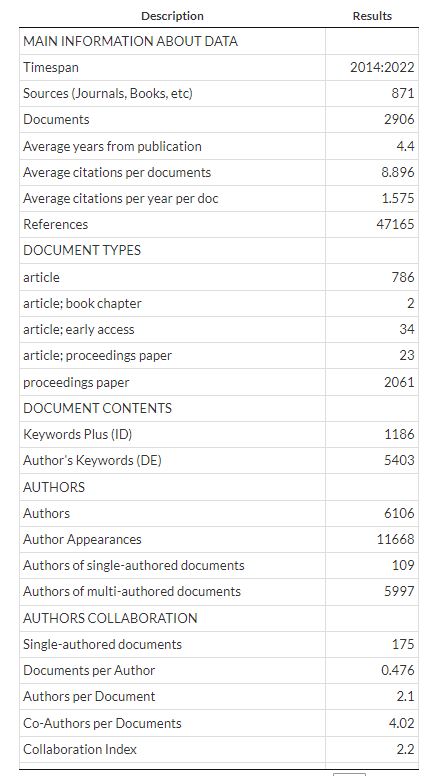 Description Results
MAIN INFORMATION ABOUT DATA
Timespan 2014:2022
Sources (Journals, Books, etc) 871
Documents 2906
Average years from publication 4.4
Average citations per documents 8.896
Average citations per year per doc 1.575
References 47165
DOCUMENT TYPES
article 786
article; book chapter 2
article; early access 34
article; proceedings paper 23
proceedings paper 2061
DOCUMENT CONTENTS
Keywords Plus (ID) 1186
Author's Keywords (DE) 5403
AUTHORS
Authors 6106
Author Appearances 11668
Authors of single-authored documents 109
Authors of multi-authored documents 5997
AUTHORS COLLABORATION
Single-authored documents 175
Documents per Author 0.476
Authors per Document 2.1
Co-Authors per Documents 4.02
Collaboration Index 2.2